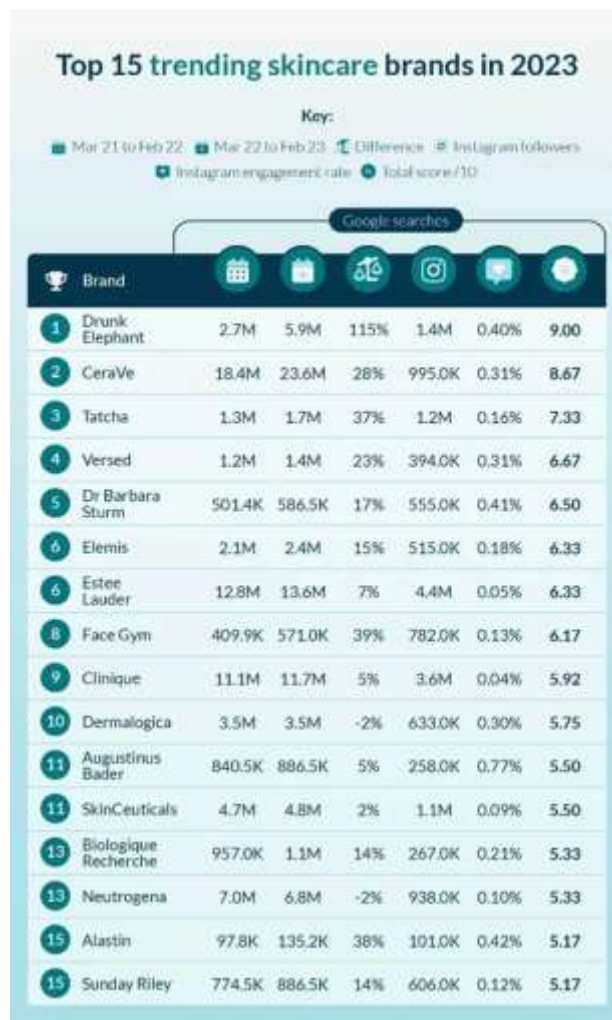 Top 15 trending skincare brands in 2023
Key:
Mar 21 to Feb 22 Mar 22 to Feb 23 Difference Instagram followers
Instagram engagement rate Total score /10
Google searches
Brand
1 Drunk Elephant 2.7M 5.9M 115% 1.4M 0.40% 9.00
2 CeraVe 18.4M 23.6M 28% 995.0K 0.31% 8.67
3 Tatcha 1.3M 1.7M 37% 1.2M 0.16% 7.33
4 Versed 1.2M 1.4M 23% 394.0K 0.31% 6.67
5 Dr Barbara Sturm 501.4K 586.5K 17% 555.0K 0.41% 6.50
6 Elemis 2.1M 2.4M 15% 515.0K 0.18% 6.33
6 Estee Lauder 12.8M 13.6M 7% 4.4M 0.05% 6.33
8 Face Gym 409.9K 571.0K 39% 782.0K 0.13% 6.17
9 Clinique 11.1M 11.7M 5% 3.6M 0.04% 5.92
10 Dermalogica 3.5M 3.5M -2% 633.0K 0.30% 5.75
11 Augustinus Bader 840.5K 886.5K 5% 258.0K 0.77% 5.50
11 SkinCeuticals 4.7M 4.8M 2% 1.1M 0.09% 5.50
13 Biologique Recherche 957.0K 1.1M 14% 267.0K 0.21% 5.33
13 Neutrogena 7.0M 6.8M -2% 938.0K 0.10% 5.33
15 Alastin 97.8K 135.2K 38% 101.0K 0.42% 5.17
15 Sunday Riley 774.5K 886.5K 14% 606.0K 0.12% 5.17